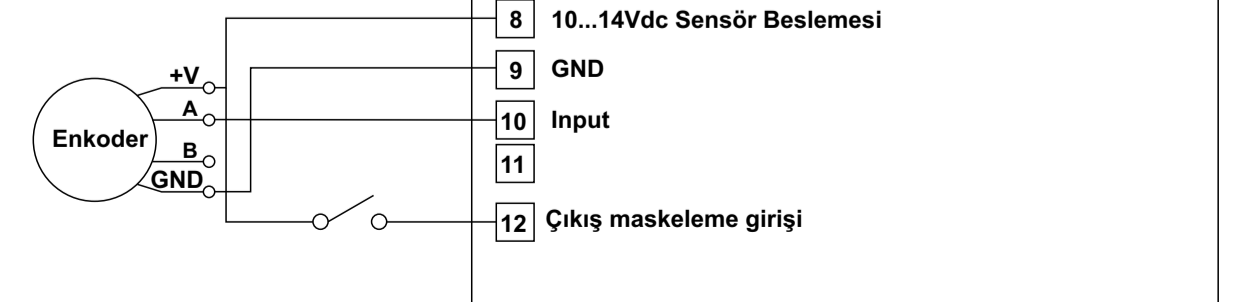 8 10...14Vdc Sensör Beslemesi
+V
9 GND
A
10 Input
Enkoder
B
11
GND
12 Çıkış maskeleme girişi